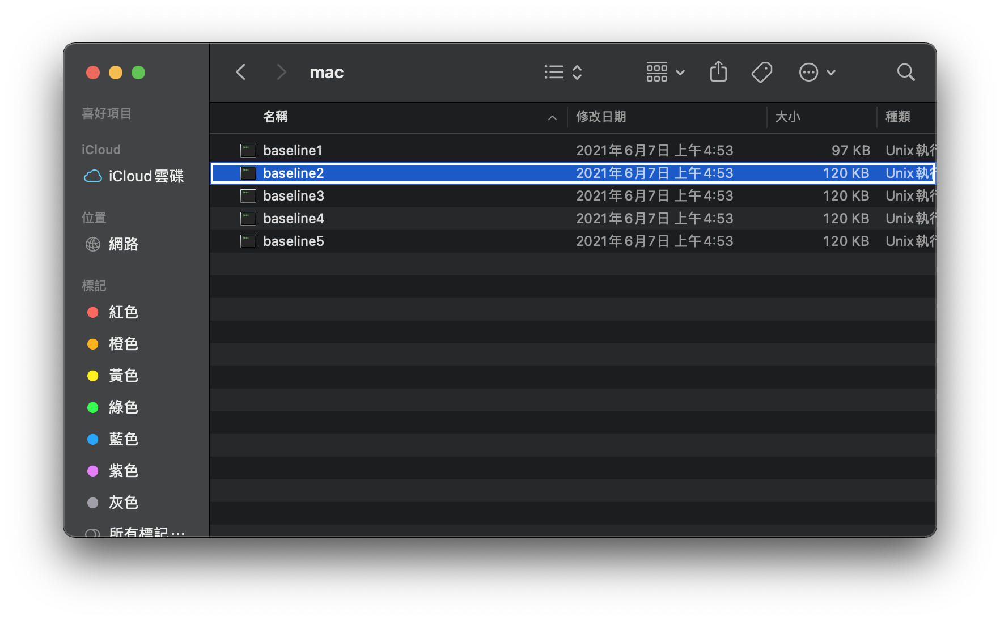 mac
喜好項目
iCloud
iCloud雲碟
位置
網路
標記
紅色
橙色
黃色
綠色
藍色
紫色
灰色
所有標記…
名稱 修改日期 大小 種類
baseline1 2021年6月7日 上午4:53 97 KB Unix執行
baseline2 2021年6月7日 上午4:53 120 KB Unix執行
baseline3 2021年6月7日 上午4:53 120 KB Unix執行
baseline4 2021年6月7日 上午4:53 120 KB Unix執行
baseline5 2021年6月7日 上午4:53 120 KB Unix執行